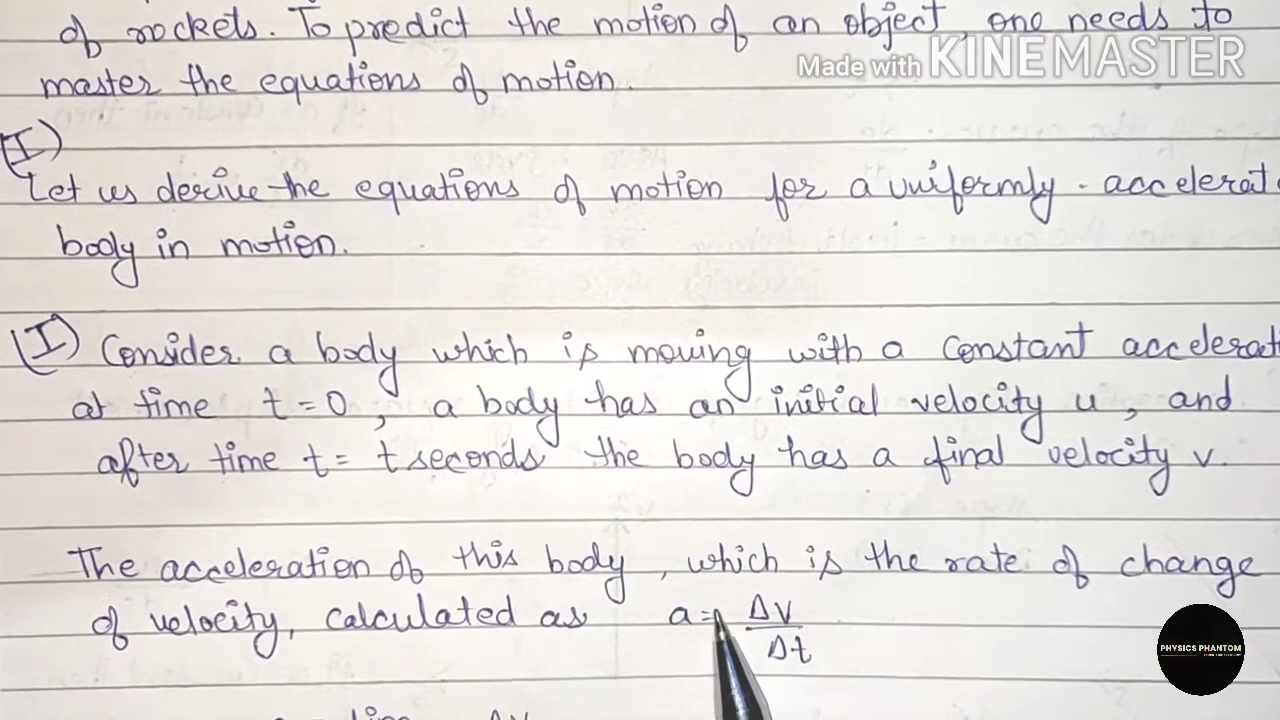 of rockets. To predict the motion of an object, one needs to
Made with KINEMASTER
master the equations of motion.
(I)
Let us derive the equations of motion for a uniformly - accelerat
body in motion.
(I) Consider a body which is moving with a constant accelerat
at time t = 0 , a body has an initial velocity u , and
after time t = t seconds the body has a final velocity v.
The acceleration of this body , which is the rate of change
of velocity, calculated as a = Δv/Δt
PHYSICS PHANTOM